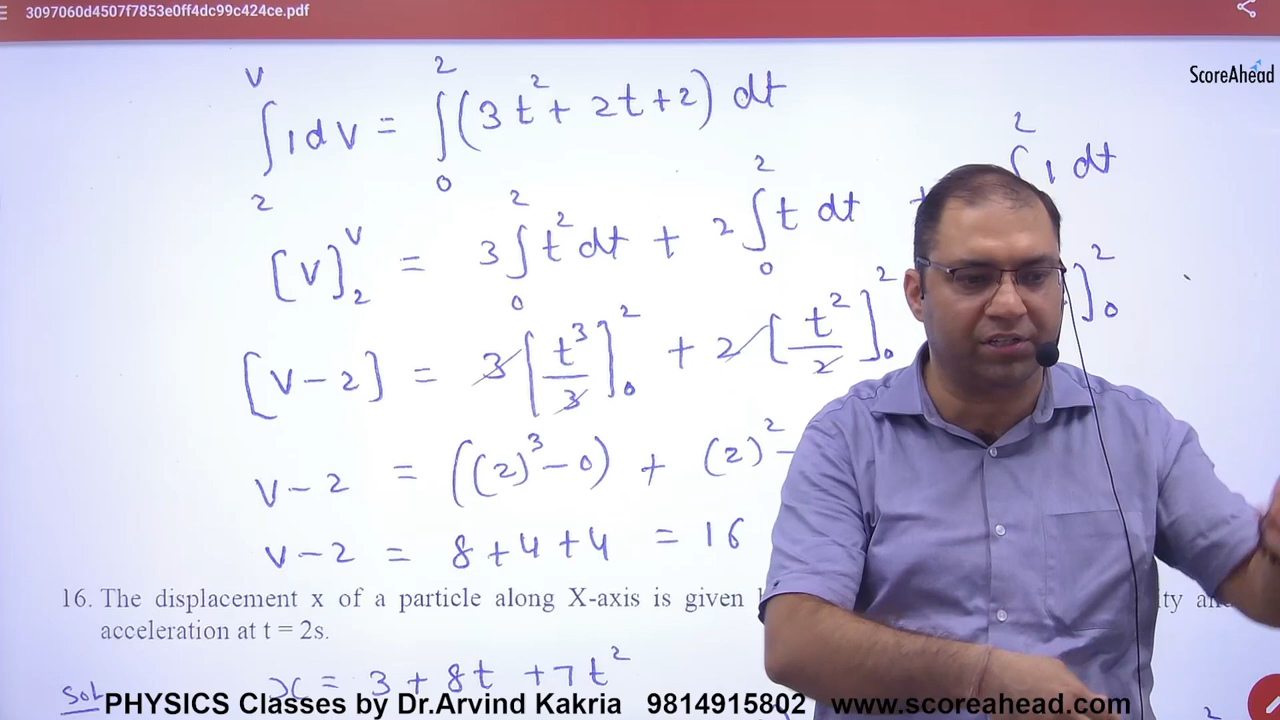 3097060d4507f7853e0ff4dc99c424ce.pdf
ScoreAhead
∫₂ⱽ 1 dv = ∫₀² (3t² + 2t + 2) dt
[v]₂ⱽ = 3 ∫₀² t² dt + 2 ∫₀² t dt + ∫² 1 dt
[v - 2] = 3 [t³/3]₀² + 2 [t²/2]₀² ]₀²
v - 2 = ((2)³ - 0) + (2)² -
v - 2 = 8 + 4 + 4 = 16
16. The displacement x of a particle along X-axis is given
acceleration at t = 2s.
Sol x = 3 + 8t + 7t²
PHYSICS Classes by Dr.Arvind Kakria 9814915802 www.scoreahead.com